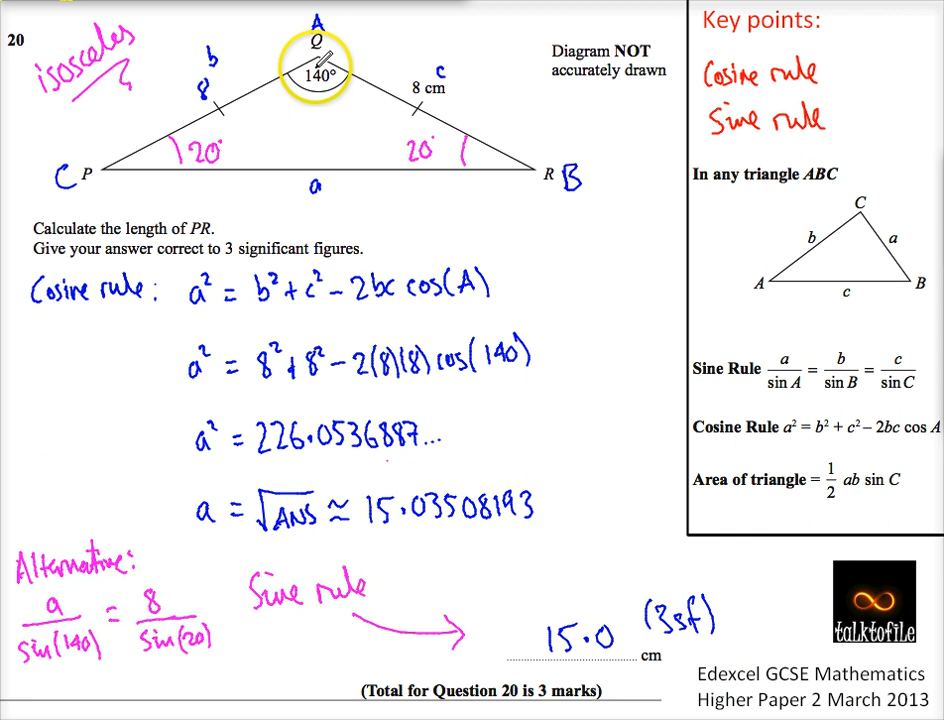 20
isosceles
A
Q
b
8
140°
c
8 cm
Diagram NOT
accurately drawn
20°
20°
C P
R B
a
Calculate the length of PR.
Give your answer correct to 3 significant figures.
Cosine rule: a² = b² + c² - 2bc cos(A)
a² = 8² + 8² - 2(8)(8) cos(140)
a² = 226.0536887...
a = √ANS ≃ 15.03508193
Alternative:
a/sin(140) = 8/sin(20)
Sine rule
15.0 (3sf)
cm
(Total for Question 20 is 3 marks)
Key points:
Cosine rule
Sine rule
In any triangle ABC
C
b
a
A
B
c
Sine Rule a/sin A = b/sin B = c/sin C
Cosine Rule a² = b² + c² – 2bc cos A
Area of triangle = 1/2 ab sin C
talktofile
Edexcel GCSE Mathematics
Higher Paper 2 March 2013